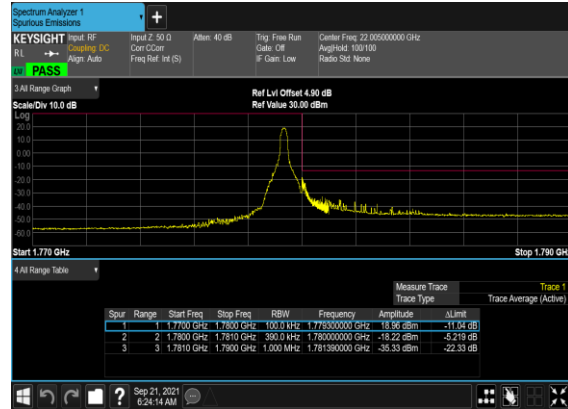 Spectrum Analyzer 1
Spurious Emissions
KEYSIGHT
Input: RF
Input Z: 50 Ω
Atten: 40 dB
Trig: Free Run
Center Freq: 22.005000000 GHz
RL
Coupling: DC
Corr CCorr
Gate: Off
Avg|Hold: 100/100
Align: Auto
Freq Ref: Int (S)
IF Gain: Low
Radio Std: None
PASS
3 All Range Graph
Ref Lvl Offset 4.90 dB
Scale/Div 10.0 dB
Ref Value 30.00 dBm
Log
20.0
10.0
0.00
-10.0
-20.0
-30.0
-40.0
-50.0
-60.0
Start 1.770 GHz
Stop 1.790 GHz
4 All Range Table
Measure Trace Trace 1
Trace Type Trace Average (Active)
Spur Range Start Freq Stop Freq RBW Frequency Amplitude ΔLimit
1 1 1.7700 GHz 1.7800 GHz 100.0 kHz 1.779300000 GHz 18.96 dBm -11.04 dB
2 2 1.7800 GHz 1.7810 GHz 390.0 kHz 1.780000000 GHz -18.22 dBm -5.219 dB
3 3 1.7810 GHz 1.7900 GHz 1.000 MHz 1.781390000 GHz -35.33 dBm -22.33 dB
Sep 21, 2021
6:24:14 AM